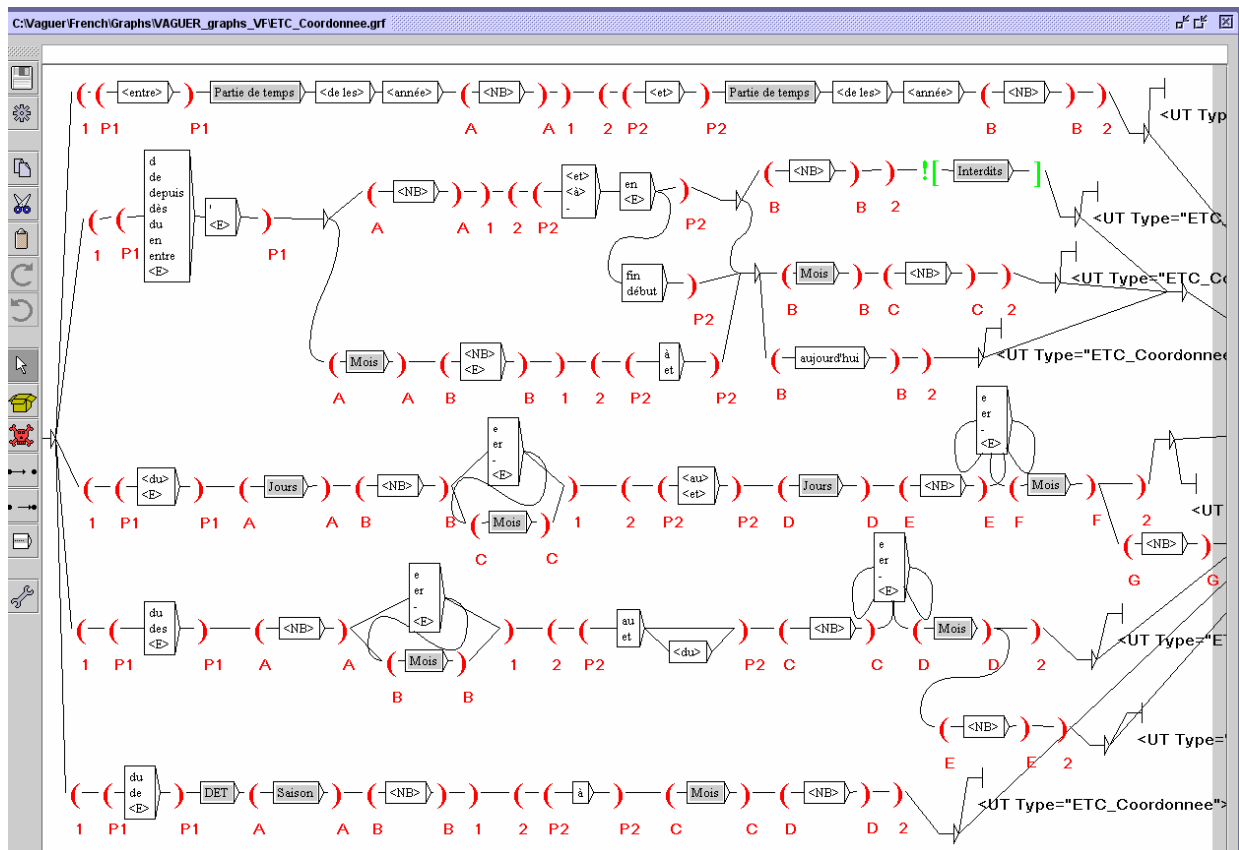 C:\Vaguer\French\Graphs\VAGUER_graphs_VF\ETC_Coordonnee.grf
( ( <entre> ) Partie de temps <de les> <année> ( <NB> ) ) ( ( <et> ) Partie de temps <de les> <année> ( <NB> ) )
1 P1 P1 A A 1 2 P2 P2 B B 2
<UT Typ
d
de
depuis
dès
du
en
entre
<E>
'
<E>
( ( ) ( <NB> ) ) ( (
1 P1 P1 A A 1 2 P2
<et>
<à>
-
en
<E>
) P2
fin
début
) P2
( <NB> ) ) ![ Interdits ]
B B 2
<UT Type="ETC_
( Mois ) ( <NB> ) )
B B C C 2
<UT Type="ETC_Co
( Mois ) ( <NB>
<E> ) ) ( ( à
et )
A A B B 1 2 P2 P2
( aujourd'hui ) )
B B 2
<UT Type="ETC_Coordonnee
( ( <du>
<E> ) ( Jours ) ( <NB> )
1 P1 P1 A A B B
e
er
-
<E>
( Mois ) )
C C 1
( ( <au>
<et>
<E> ) ( Jours ) ( <NB> )
2 P2 P2 D D E E
e
er
-
<E>
( Mois ) )
F F 2
<UT
( <NB> )
G G
( ( du
des
<E> ) ( <NB> )
1 P1 P1 A A
e
er
-
<E>
( Mois ) )
B B 1
( ( au
et
<du>
) ( <NB> )
2 P2 P2 C C
e
er
-
<E>
( Mois ) )
D D 2
<UT Type="ET
( <NB> ) )
E E 2
<UT Type="
( ( du
de
<E> ) DET ( Saison ) ( <NB> ) ) ( ( à ) ( Mois ) ( <NB> ) )
1 P1 P1 A A B B 1 2 P2 P2 C C D D 2
<UT Type="ETC_Coordonnee">